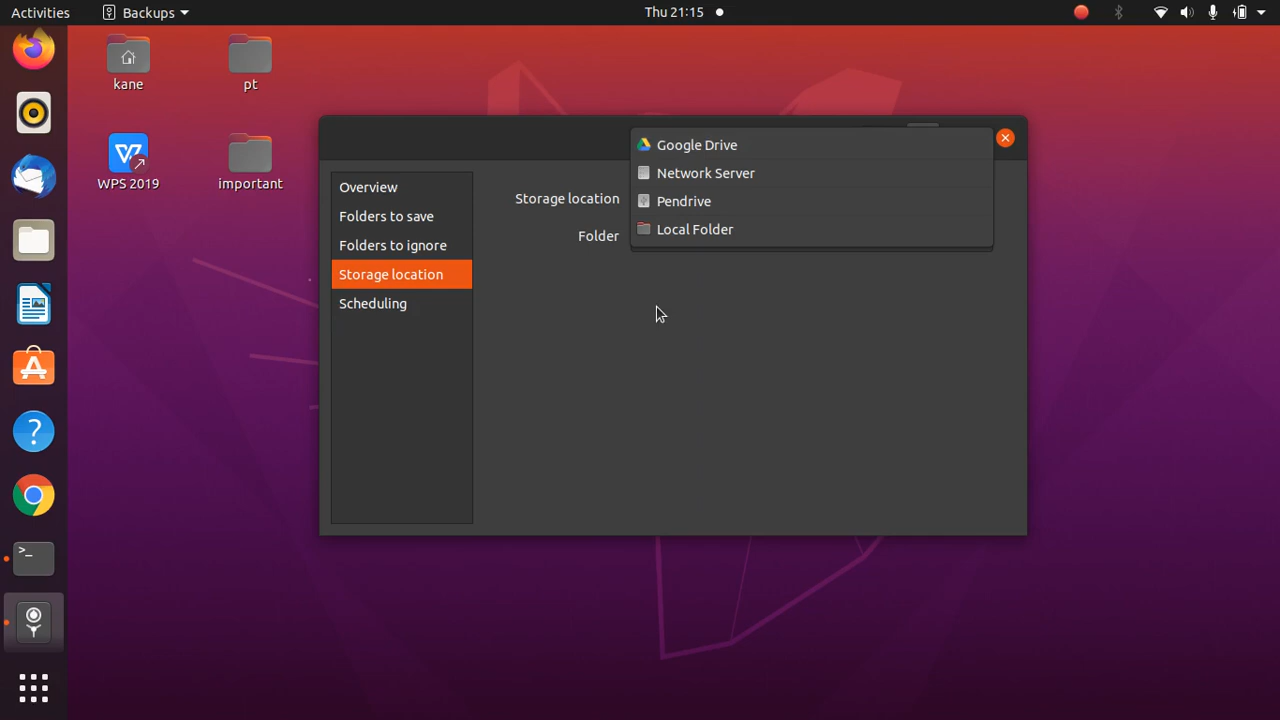 Activities
Backups
Thu 21:15
kane
pt
WPS 2019
important
Overview
Folders to save
Folders to ignore
Storage location
Scheduling
Storage location
Folder
Google Drive
Network Server
Pendrive
Local Folder